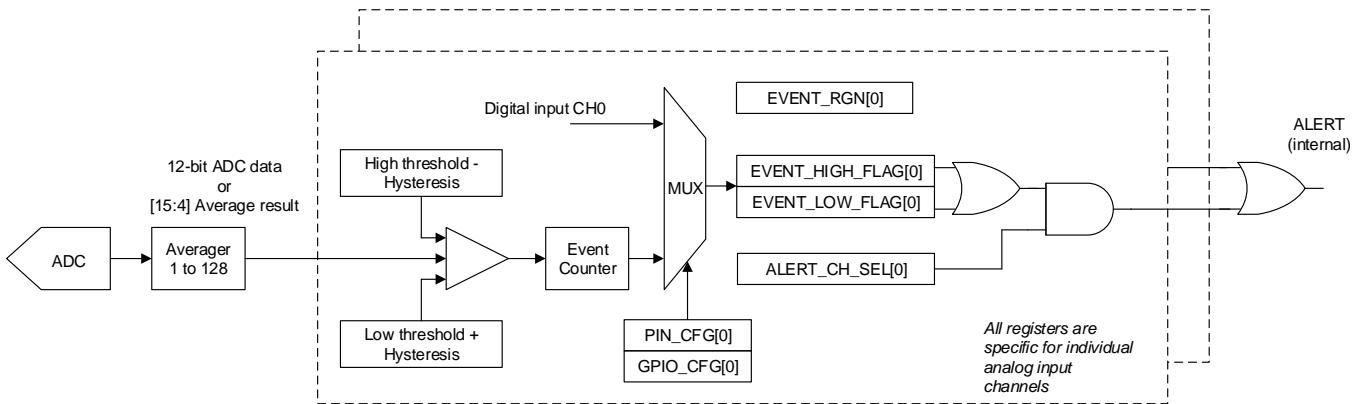 Digital input CH0
EVENT_RGN[0]
ALERT
(internal)
12-bit ADC data
or
[15:4] Average result
High threshold -
Hysteresis
MUX
EVENT_HIGH_FLAG[0]
EVENT_LOW_FLAG[0]
ADC
Averager
1 to 128
Event
Counter
ALERT_CH_SEL[0]
Low threshold +
Hysteresis
PIN_CFG[0]
GPIO_CFG[0]
All registers are
specific for individual
analog input
channels